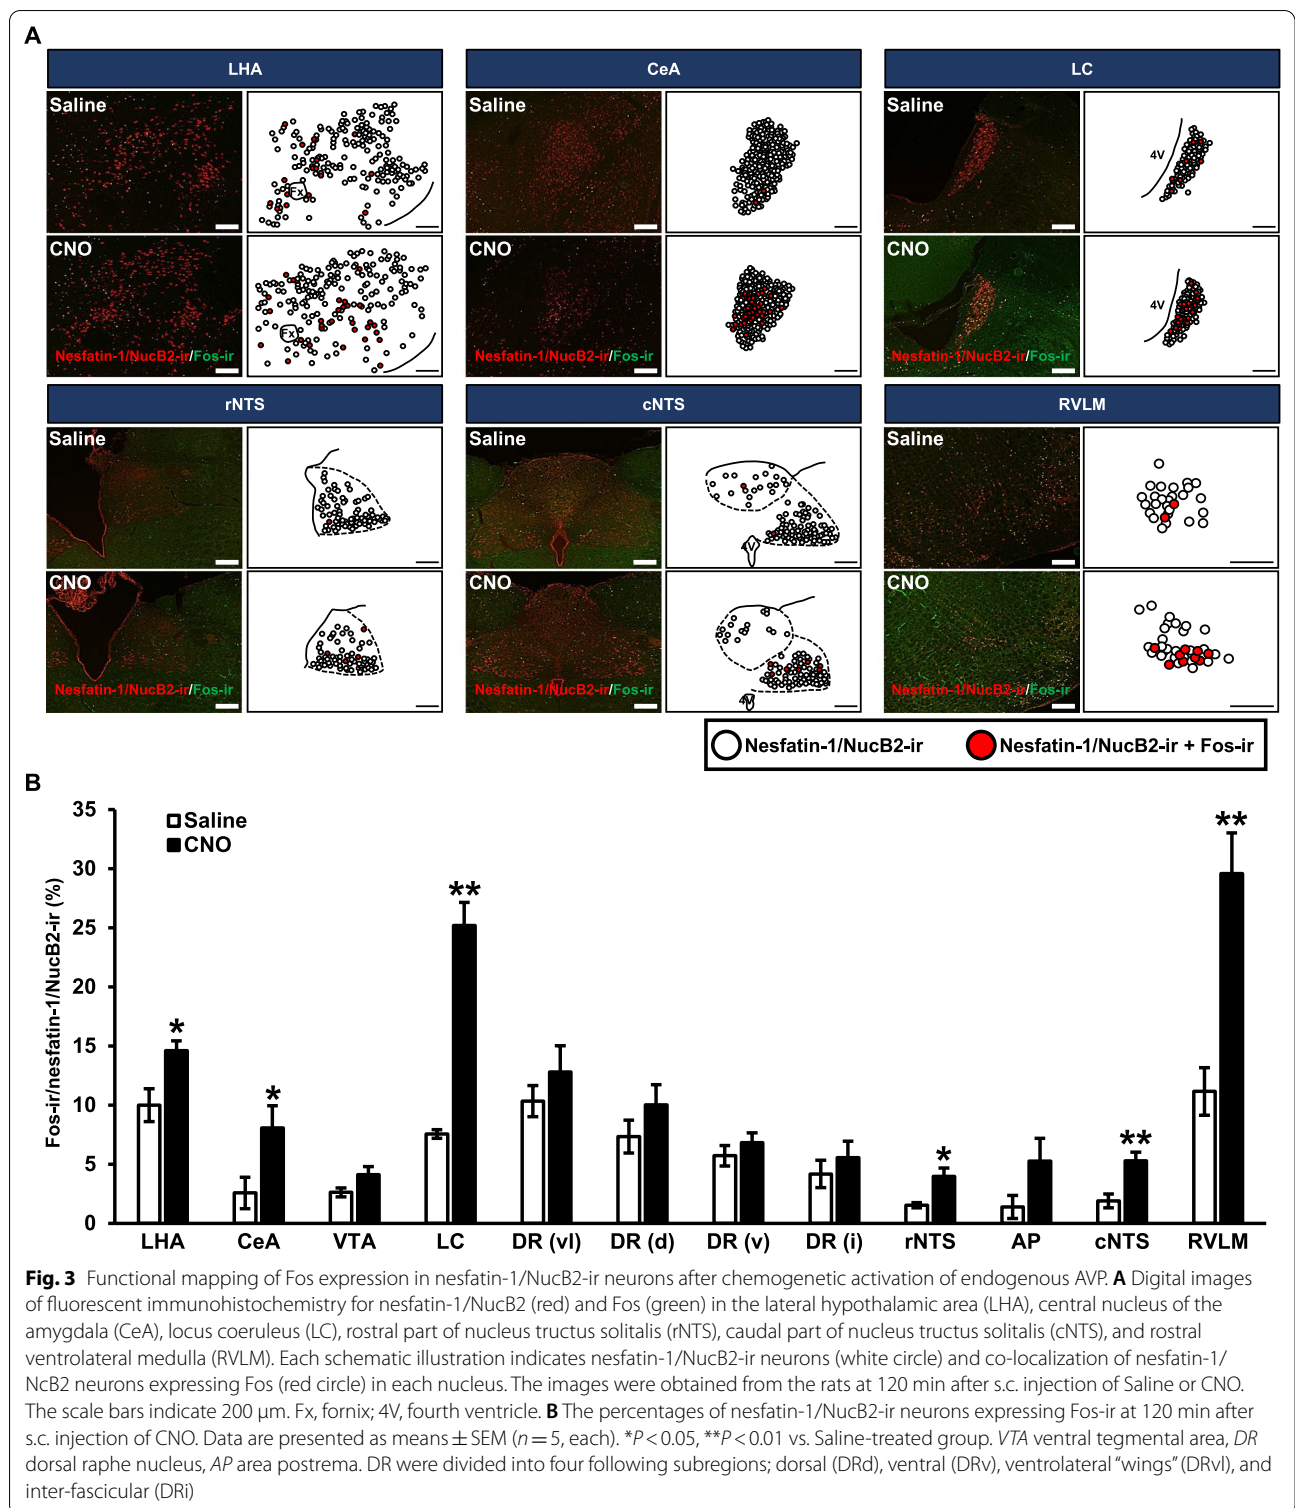 A
LHA
CeA
LC
Saline
Fx
Saline
Saline
4V
CNO
Nesfatin-1/NucB2-ir/Fos-ir
Fx
CNO
Nesfatin-1/NucB2-ir/Fos-ir
CNO
Nesfatin-1/NucB2-ir/Fos-ir
4V
rNTS
cNTS
RVLM
Saline
Saline
4V
Saline
CNO
Nesfatin-1/NucB2-ir/Fos-ir
CNO
Nesfatin-1/NucB2-ir/Fos-ir
4V
CNO
Nesfatin-1/NucB2-ir/Fos-ir
Nesfatin-1/NucB2-ir
Nesfatin-1/NucB2-ir + Fos-ir
B
Fos-ir/nesfatin-1/NucB2-ir (%)
35
30
25
20
15
10
5
0
Saline
CNO
*
*
**
*
**
**
LHA CeA VTA LC DR (vl) DR (d) DR (v) DR (i) rNTS AP cNTS RVLM
Fig. 3 Functional mapping of Fos expression in nesfatin-1/NucB2-ir neurons after chemogenetic activation of endogenous AVP. A Digital images
of fluorescent immunohistochemistry for nesfatin-1/NucB2 (red) and Fos (green) in the lateral hypothalamic area (LHA), central nucleus of the
amygdala (CeA), locus coeruleus (LC), rostral part of nucleus tructus solitalis (rNTS), caudal part of nucleus tructus solitalis (cNTS), and rostral
ventrolateral medulla (RVLM). Each schematic illustration indicates nesfatin-1/NucB2-ir neurons (white circle) and co-localization of nesfatin-1/
NcB2 neurons expressing Fos (red circle) in each nucleus. The images were obtained from the rats at 120 min after s.c. injection of Saline or CNO.
The scale bars indicate 200 μm. Fx, fornix; 4V, fourth ventricle. B The percentages of nesfatin-1/NucB2-ir neurons expressing Fos-ir at 120 min after
s.c. injection of CNO. Data are presented as means ± SEM (n = 5, each). *P < 0.05, **P < 0.01 vs. Saline-treated group. VTA ventral tegmental area, DR
dorsal raphe nucleus, AP area postrema. DR were divided into four following subregions; dorsal (DRd), ventral (DRv), ventrolateral “wings” (DRvl), and
inter-fascicular (DRi)